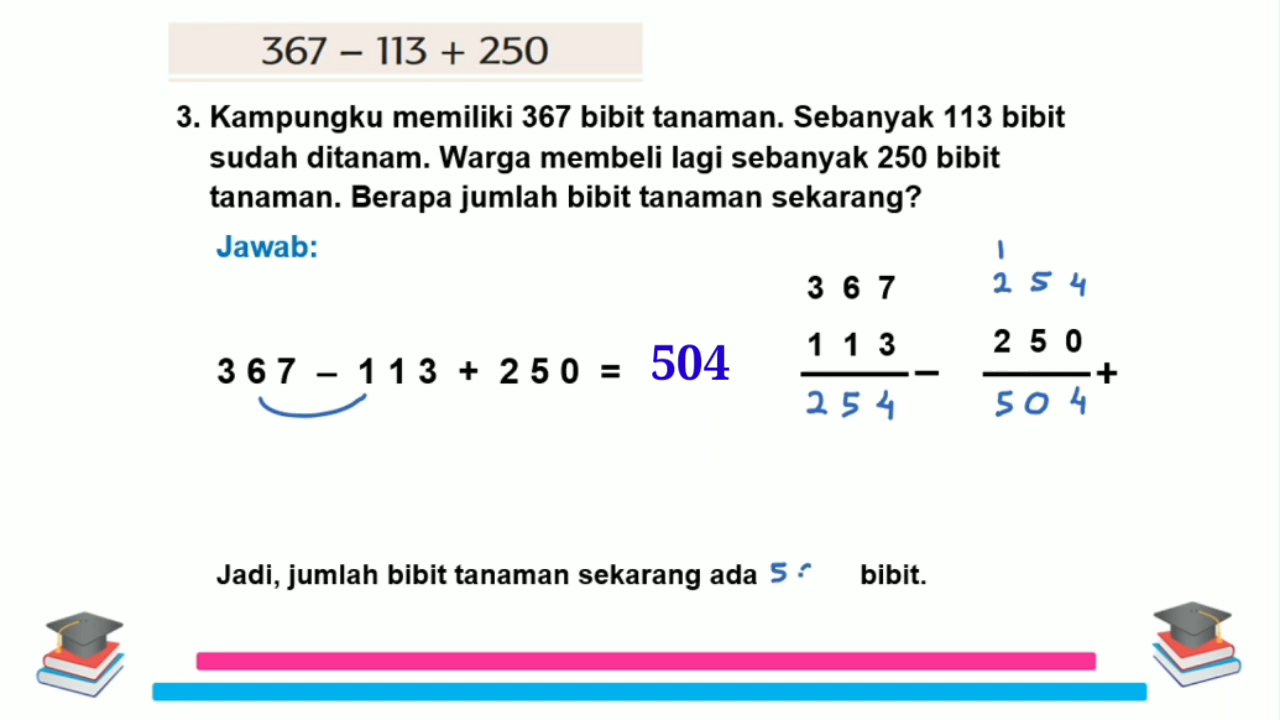 367 – 113 + 250
3. Kampungku memiliki 367 bibit tanaman. Sebanyak 113 bibit
sudah ditanam. Warga membeli lagi sebanyak 250 bibit
tanaman. Berapa jumlah bibit tanaman sekarang?
Jawab:
3 6 7 – 1 1 3 + 2 5 0 = 504
3 6 7
1 1 3 –
2 5 4
1
2 5 4
2 5 0 +
5 0 4
Jadi, jumlah bibit tanaman sekarang ada 5 bibit.